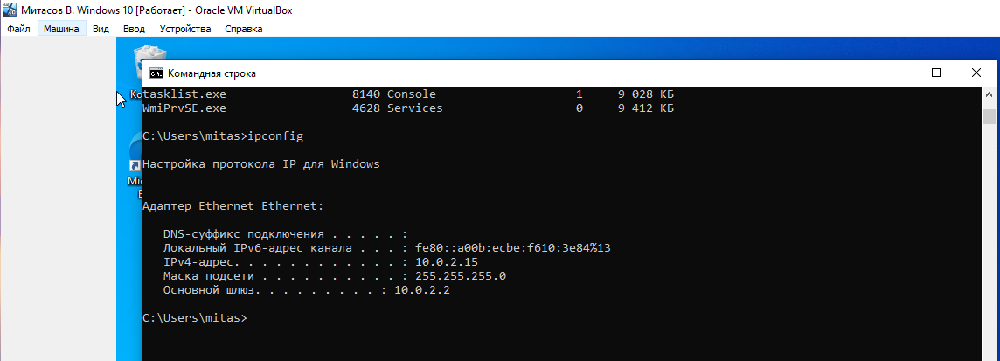 Митасов В. Windows 10 [Работает] - Oracle VM VirtualBox
Файл Машина Вид Ввод Устройства Справка
Командная строка
tasklist.exe 8140 Console 1 9 028 КБ
WmiPrvSE.exe 4628 Services 0 9 412 КБ
C:\Users\mitas>ipconfig
Настройка протокола IP для Windows
Адаптер Ethernet Ethernet:
DNS-суффикс подключения . . . . . :
Локальный IPv6-адрес канала . . . : fe80::a00b:ecbe:f610:3e84%13
IPv4-адрес. . . . . . . . . . . . : 10.0.2.15
Маска подсети . . . . . . . . . . : 255.255.255.0
Основной шлюз. . . . . . . . . : 10.0.2.2
C:\Users\mitas>